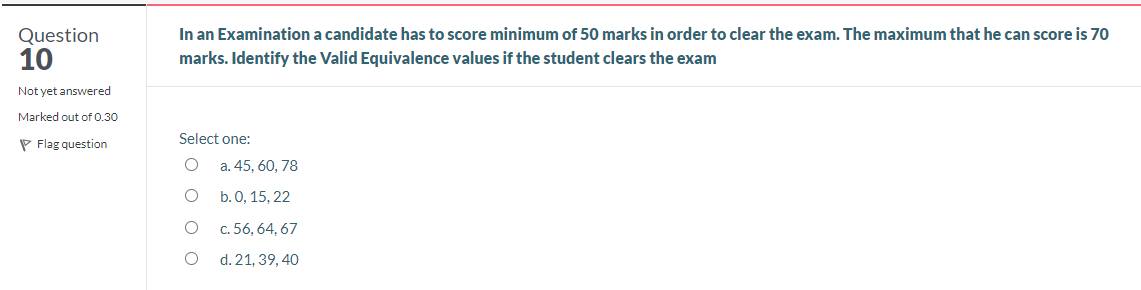 Question
10
Not yet answered
Marked out of 0.30
Flag question
In an Examination a candidate has to score minimum of 50 marks in order to clear the exam. The maximum that he can score is 70
marks. Identify the Valid Equivalence values if the student clears the exam
Select one:
a. 45, 60, 78
b. 0, 15, 22
c. 56, 64, 67
d. 21, 39, 40